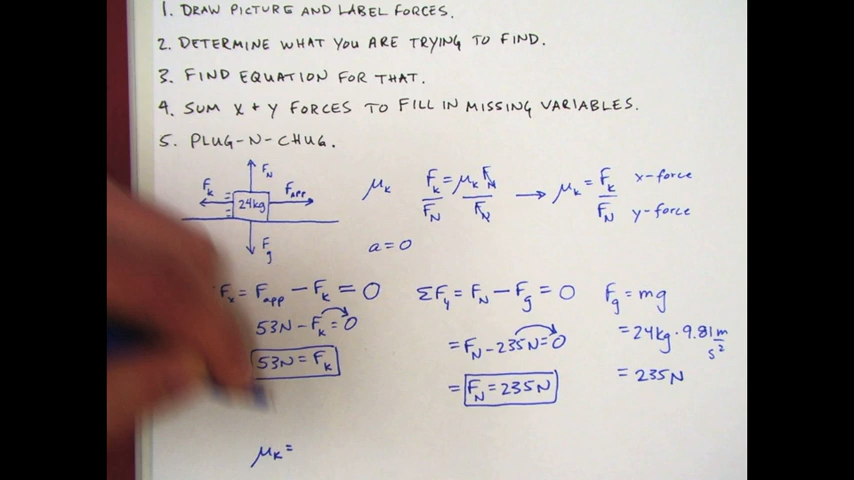 1. DRAW PICTURE AND LABEL FORCES.
2. DETERMINE WHAT YOU ARE TRYING TO FIND.
3. FIND EQUATION FOR THAT.
4. SUM X + Y FORCES TO FILL IN MISSING VARIABLES.
5. PLUG-N-CHUG.
F_N
F_k
F_APP
24kg
F_g
μ_k
F_k/F_N = μ_k F_N/F_N → μ_k = F_k/F_N
x-force
y-force
a = 0
F_x = F_app − F_k = 0
53N − F_k = 0
53N = F_k
ΣF_y = F_N − F_g = 0
= F_N − 235N = 0
= F_N = 235N
F_g = mg
= 24kg · 9.81 m/s²
= 235N
μ_k =